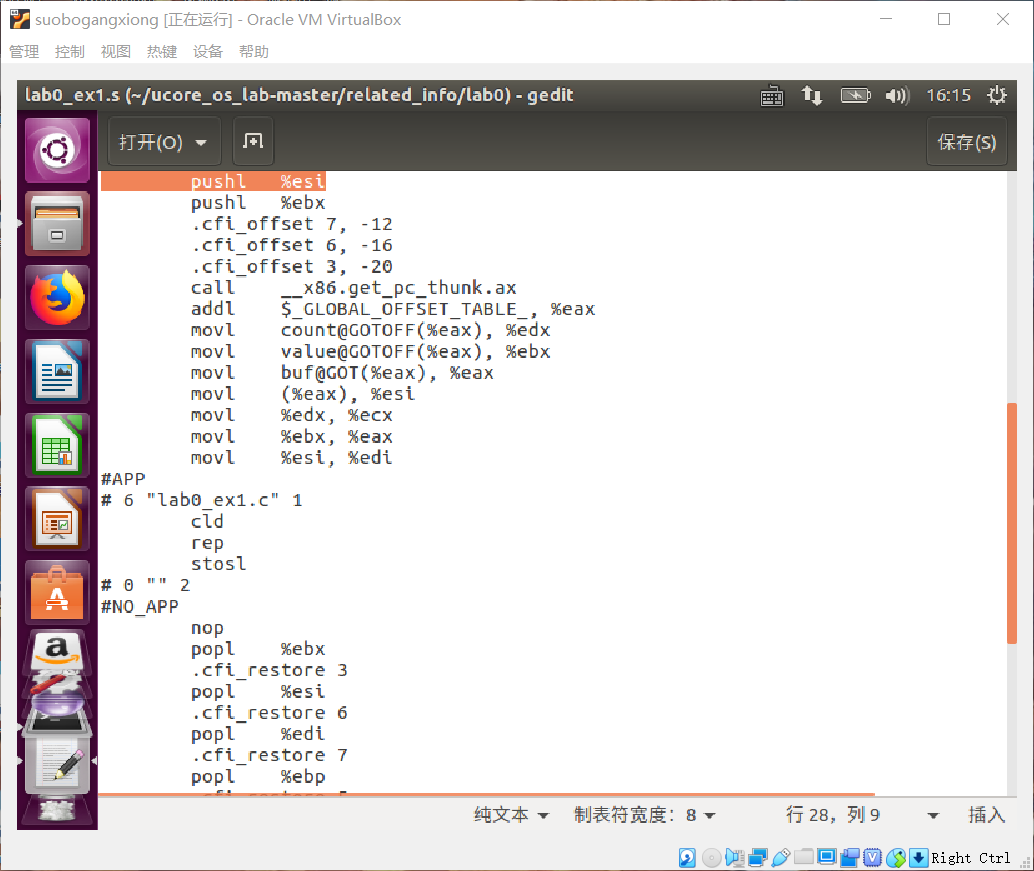 suobogangxiong [正在运行] - Oracle VM VirtualBox
管理 控制 视图 热键 设备 帮助
lab0_ex1.s (~/ucore_os_lab-master/related_info/lab0) - gedit 16:15
打开(O) 保存(S)
pushl %esi
pushl %ebx
.cfi_offset 7, -12
.cfi_offset 6, -16
.cfi_offset 3, -20
call __x86.get_pc_thunk.ax
addl $_GLOBAL_OFFSET_TABLE_, %eax
movl count@GOTOFF(%eax), %edx
movl value@GOTOFF(%eax), %ebx
movl buf@GOT(%eax), %eax
movl (%eax), %esi
movl %edx, %ecx
movl %ebx, %eax
movl %esi, %edi
#APP
# 6 "lab0_ex1.c" 1
cld
rep
stosl
# 0 "" 2
#NO_APP
nop
popl %ebx
.cfi_restore 3
popl %esi
.cfi_restore 6
popl %edi
.cfi_restore 7
popl %ebp
纯文本 制表符宽度: 8 行 28, 列 9 插入
Right Ctrl